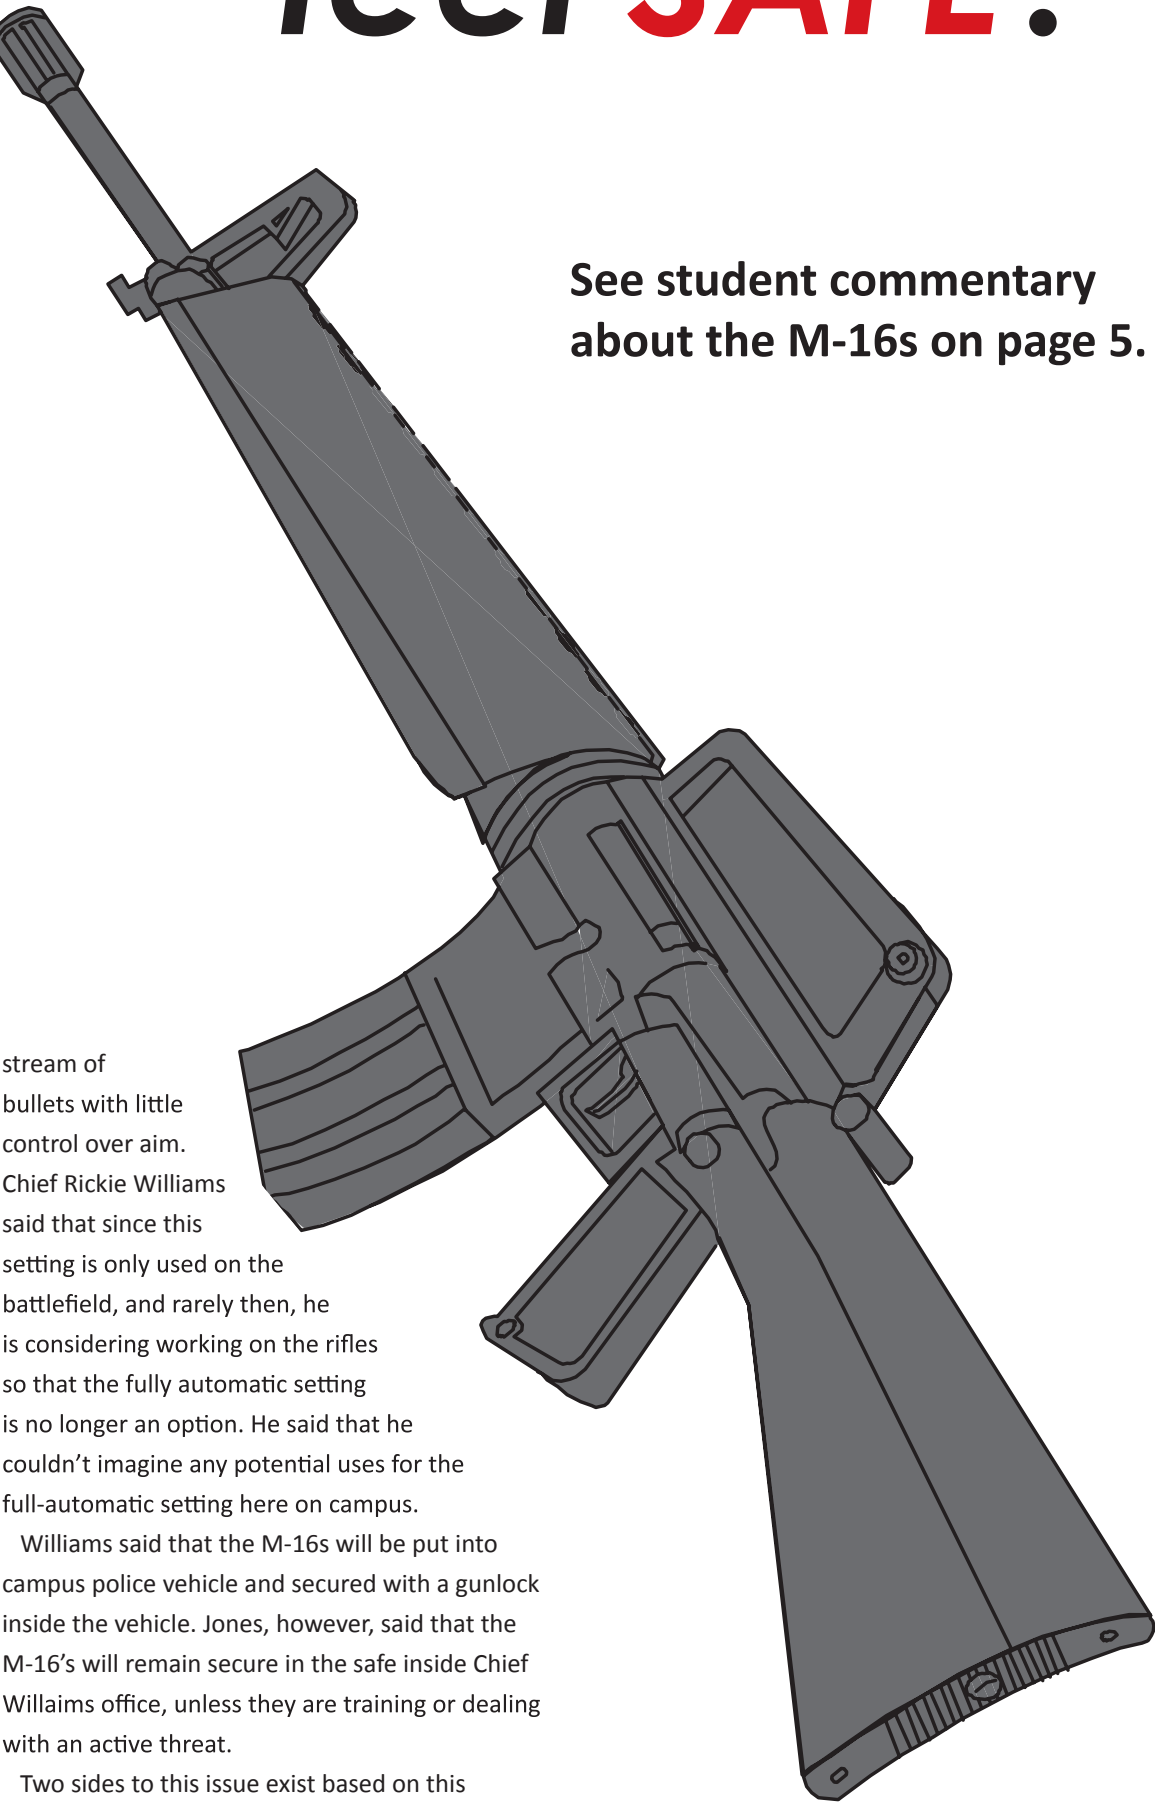 feel SAFE?
See student commentary
about the M-16s on page 5.
stream of
bullets with little
control over aim.
Chief Rickie Williams
said that since this
setting is only used on the
battlefield, and rarely then, he
is considering working on the rifles
so that the fully automatic setting
is no longer an option. He said that he
couldn’t imagine any potential uses for the
full-automatic setting here on campus.
Williams said that the M-16s will be put into
campus police vehicle and secured with a gunlock
inside the vehicle. Jones, however, said that the
M-16’s will remain secure in the safe inside Chief
Willaims office, unless they are training or dealing
with an active threat.
Two sides to this issue exist based on this